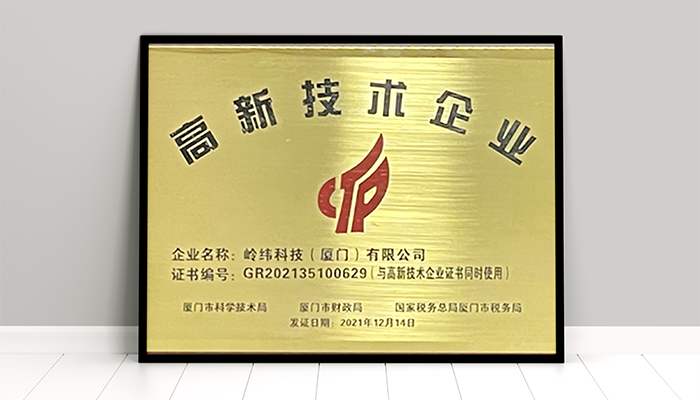 高新技术企业
企业名称：岭纬科技（厦门）有限公司
证书编号：GR202135100629（与高新技术企业证书同时使用）
厦门市科学技术局 厦门市财政局 国家税务总局厦门市税务局
发证日期：2021年12月14日